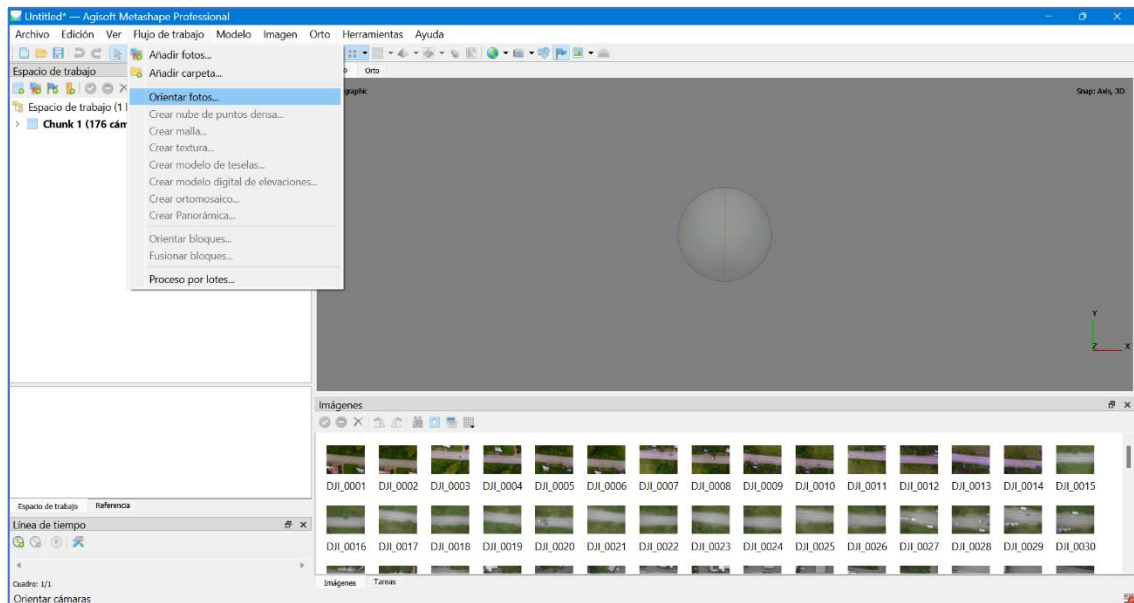 Untitled* — Agisoft Metashape Professional
Archivo Edición Ver Flujo de trabajo Modelo Imagen Orto Herramientas Ayuda
Espacio de trabajo
Espacio de trabajo (1
Chunk 1 (176 cám
Añadir fotos...
Añadir carpeta...
Orientar fotos...
Crear nube de puntos densa...
Crear malla...
Crear textura...
Crear modelo de teselas...
Crear modelo digital de elevaciones...
Crear ortomosaico...
Crear Panorámica...
Orientar bloques...
Fusionar bloques...
Proceso por lotes...
Orto
graphic
Snap: Axis, 3D
Y
Z X
Imágenes
DJI_0001 DJI_0002 DJI_0003 DJI_0004 DJI_0005 DJI_0006 DJI_0007 DJI_0008 DJI_0009 DJI_0010 DJI_0011 DJI_0012 DJI_0013 DJI_0014 DJI_0015
DJI_0016 DJI_0017 DJI_0018 DJI_0019 DJI_0020 DJI_0021 DJI_0022 DJI_0023 DJI_0024 DJI_0025 DJI_0026 DJI_0027 DJI_0028 DJI_0029 DJI_0030
Imágenes Tareas
Espacio de trabajo Referencia
Línea de tiempo
Cuadro: 1/1
Orientar cámaras